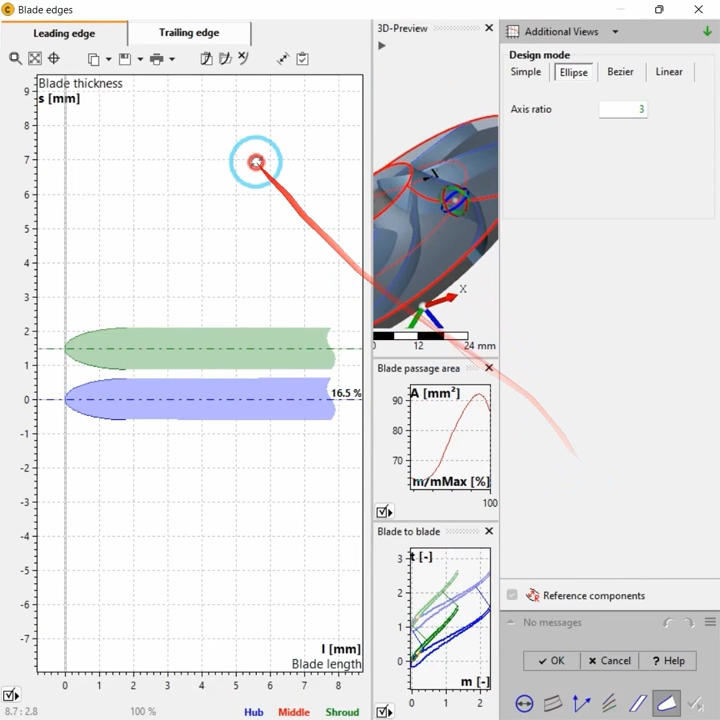 Blade edges
Leading edge
Trailing edge
Blade thickness
s [mm]
9
8
7
6
5
4
3
2
1
0
-1
-2
-3
-4
-5
-6
-7
16.5 %
l [mm]
Blade length
0 1 2 3 4 5 6 7 8
8.7 : 2.8
100 %
Hub
Middle
Shroud
3D-Preview
X
12
24 mm
Blade passage area
A [mm²]
90
80
70
m/mMax [%]
100
Blade to blade
t [-]
3
2
1
0
m [-]
0 1 2
Additional Views
Design mode
Simple
Ellipse
Bezier
Linear
Axis ratio
3
Reference components
No messages
OK
Cancel
? Help